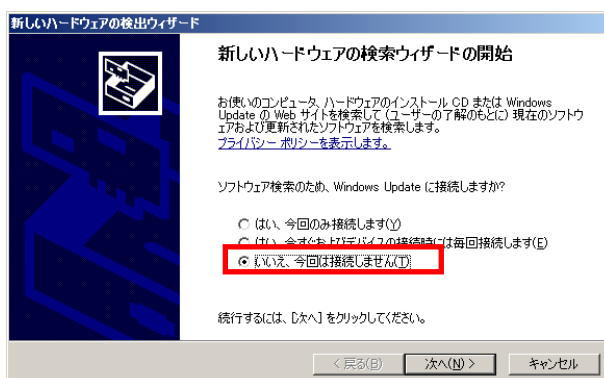 新しいハードウェアの検出ウィザード
新しいハードウェアの検索ウィザードの開始
お使いのコンピュータ、ハードウェアのインストール CD または Windows
Update の Web サイトを検索して (ユーザーの了解のもとに) 現在のソフトウ
ェアおよび更新されたソフトウェアを検索します。
プライバシー ポリシーを表示します。
ソフトウェア検索のため、Windows Update に接続しますか?
はい、今回のみ接続します(Y)
はい、今すぐおよびデバイスの接続時には毎回接続します(E)
いいえ、今回は接続しません(T)
続行するには、[次へ] をクリックしてください。
< 戻る(B)
次へ(N) >
キャンセル